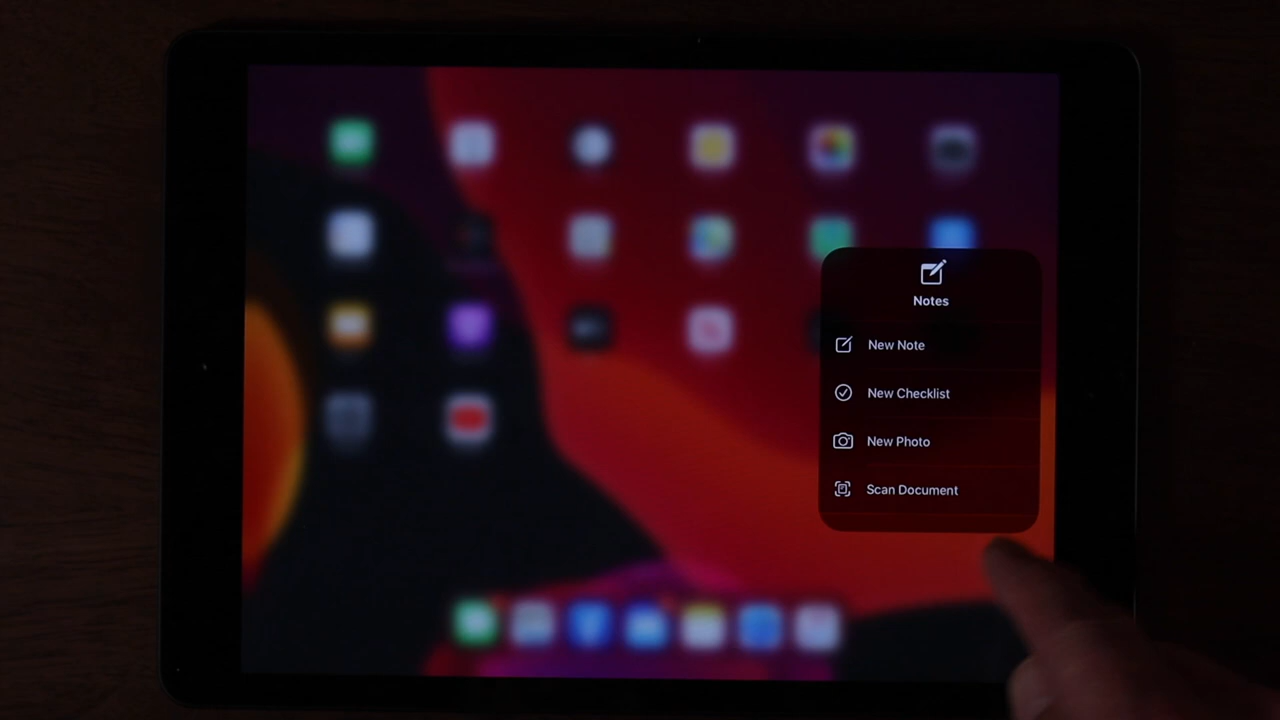 Notes
New Note
New Checklist
New Photo
Scan Document